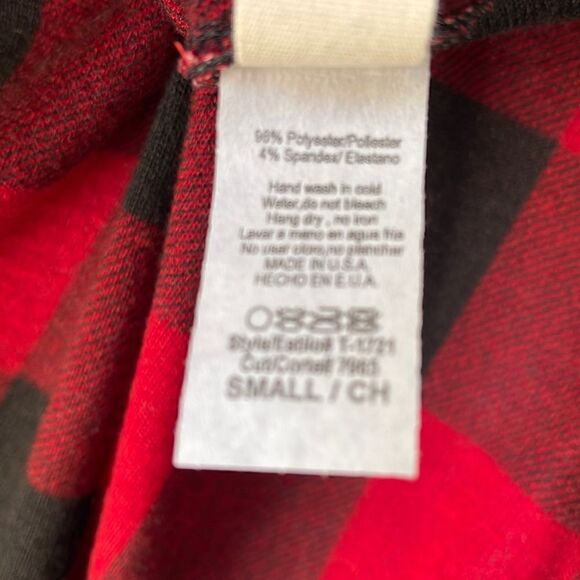 96% Polyester/Poliester
4% Spandex/ Elastano
Hand wash in cold
Water,do not bleach
Hang dry , no iron
Lavar a mano en agua fria
No usar cloro,no planchar
MADE IN U.S.A.
HECHO EN E.U.A.
Style/Estilo# T-1721
Cut/Corte#
SMALL / CH